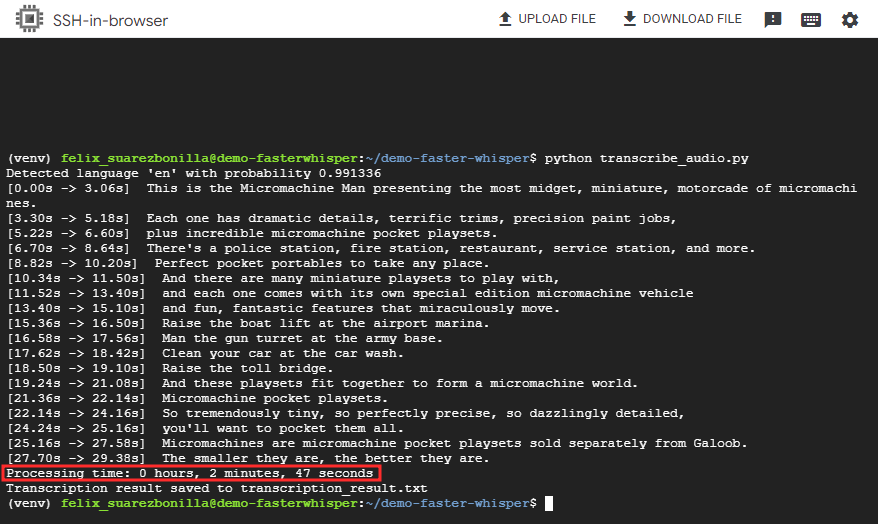 SSH-in-browser
UPLOAD FILE
DOWNLOAD FILE
(venv) felix_suarezbonilla@demo-fasterwhisper:~/demo-faster-whisper$ python transcribe_audio.py
Detected language 'en' with probability 0.991336
[0.00s -> 3.06s]  This is the Micromachine Man presenting the most midget, miniature, motorcade of micromachi
nes.
[3.30s -> 5.18s]  Each one has dramatic details, terrific trims, precision paint jobs,
[5.22s -> 6.60s]  plus incredible micromachine pocket playsets.
[6.70s -> 8.64s]  There's a police station, fire station, restaurant, service station, and more.
[8.82s -> 10.20s]  Perfect pocket portables to take any place.
[10.34s -> 11.50s]  And there are many miniature playsets to play with,
[11.52s -> 13.40s]  and each one comes with its own special edition micromachine vehicle
[13.40s -> 15.10s]  and fun, fantastic features that miraculously move.
[15.36s -> 16.50s]  Raise the boat lift at the airport marina.
[16.58s -> 17.56s]  Man the gun turret at the army base.
[17.62s -> 18.42s]  Clean your car at the car wash.
[18.50s -> 19.10s]  Raise the toll bridge.
[19.24s -> 21.08s]  And these playsets fit together to form a micromachine world.
[21.36s -> 22.14s]  Micromachine pocket playsets.
[22.14s -> 24.16s]  So tremendously tiny, so perfectly precise, so dazzlingly detailed,
[24.24s -> 25.16s]  you'll want to pocket them all.
[25.16s -> 27.58s]  Micromachines are micromachine pocket playsets sold separately from Galoob.
[27.70s -> 29.38s]  The smaller they are, the better they are.
Processing time: 0 hours, 2 minutes, 47 seconds
Transcription result saved to transcription_result.txt
(venv) felix_suarezbonilla@demo-fasterwhisper:~/demo-faster-whisper$